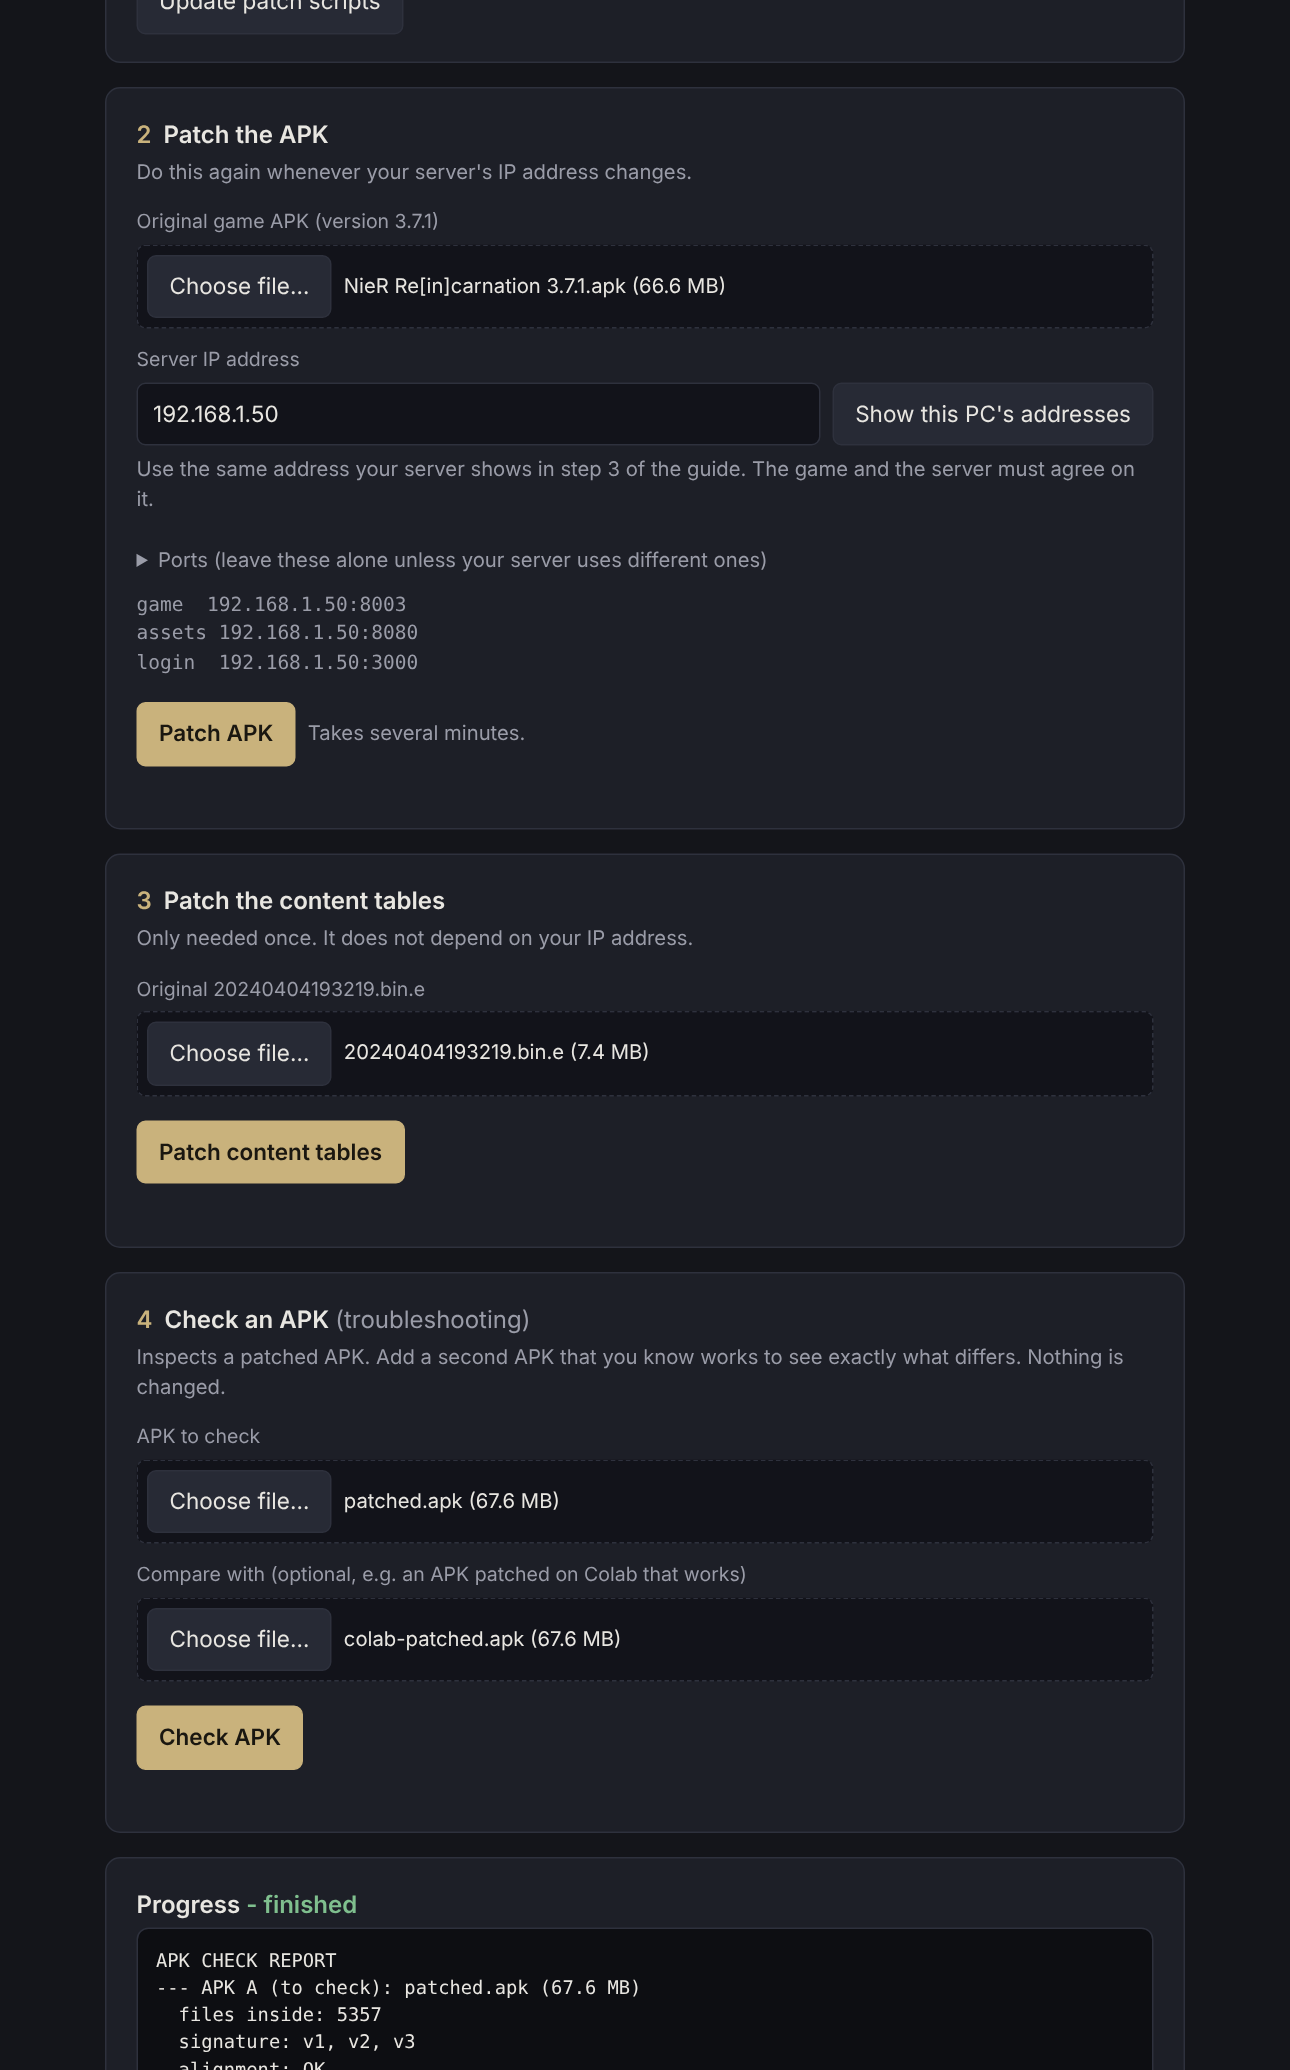 Update patch scripts
2 Patch the APK
Do this again whenever your server's IP address changes.
Original game APK (version 3.7.1)
Choose file... NieR Re[in]carnation 3.7.1.apk (66.6 MB)
Server IP address
192.168.1.50 Show this PC's addresses
Use the same address your server shows in step 3 of the guide. The game and the server must agree on
it.
▶ Ports (leave these alone unless your server uses different ones)
game  192.168.1.50:8003
assets 192.168.1.50:8080
login  192.168.1.50:3000
Patch APK Takes several minutes.
3 Patch the content tables
Only needed once. It does not depend on your IP address.
Original 20240404193219.bin.e
Choose file... 20240404193219.bin.e (7.4 MB)
Patch content tables
4 Check an APK (troubleshooting)
Inspects a patched APK. Add a second APK that you know works to see exactly what differs. Nothing is
changed.
APK to check
Choose file... patched.apk (67.6 MB)
Compare with (optional, e.g. an APK patched on Colab that works)
Choose file... colab-patched.apk (67.6 MB)
Check APK
Progress - finished
APK CHECK REPORT
--- APK A (to check): patched.apk (67.6 MB)
files inside: 5357
signature: v1, v2, v3
alignment: OK